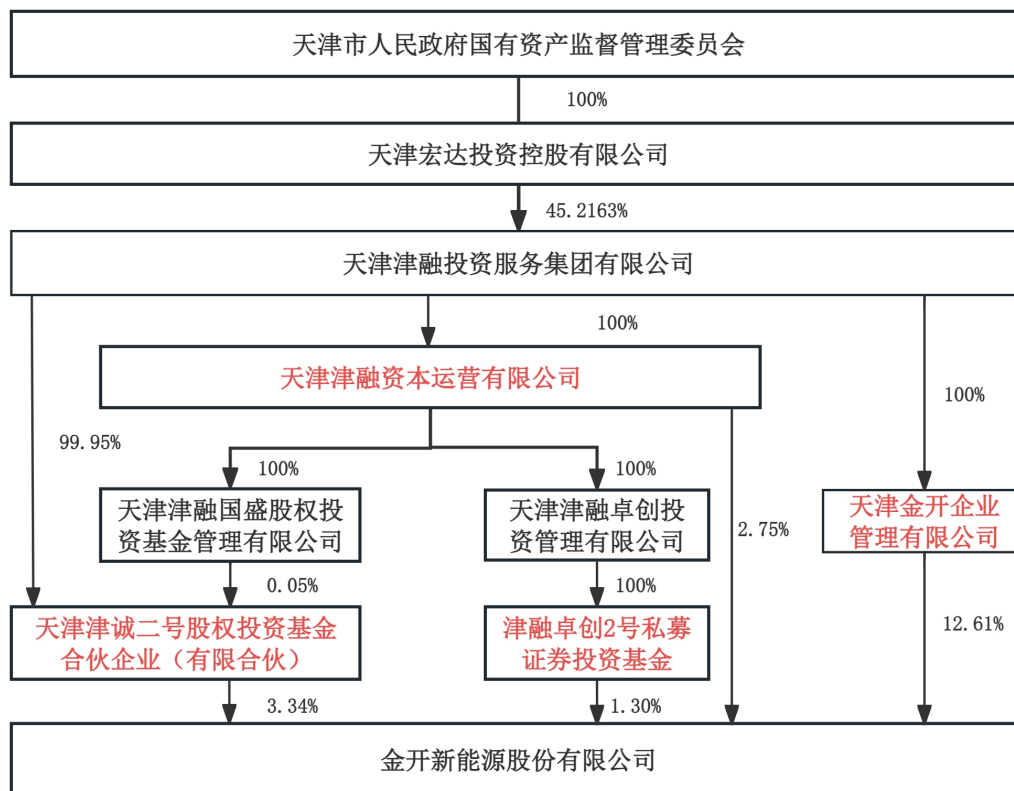 天津市人民政府国有资产监督管理委员会
100%
天津宏达投资控股有限公司
45.2163%
天津津融投资服务集团有限公司
100%
天津津融资本运营有限公司
100%
99.95%
100%
100%
天津津融国盛股权投
资基金管理有限公司
天津津融卓创投
资管理有限公司
2.75%
天津金开企业
管理有限公司
0.05%
100%
天津津诚二号股权投资基金
合伙企业（有限合伙）
津融卓创2号私募
证券投资基金
12.61%
3.34%
1.30%
金开新能源股份有限公司